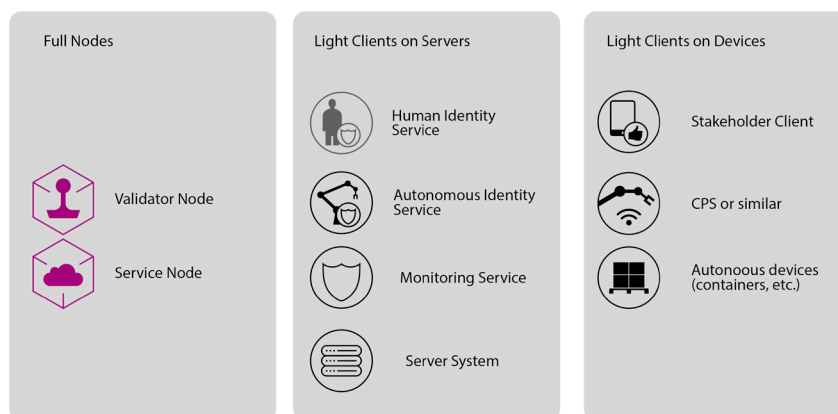 Full Nodes
Validator Node
Service Node
Light Clients on Servers
Human Identity
Service
Autonomous Identity
Service
Monitoring Service
Server System
Light Clients on Devices
Stakeholder Client
CPS or similar
Autonoous devices
(containers, etc.)